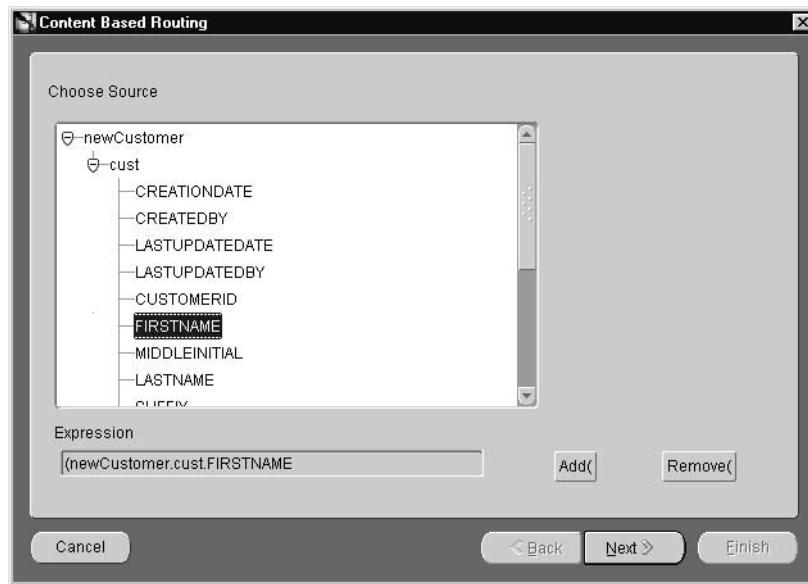 Content Based Routing
Choose Source
newCustomer
cust
CREATIONDATE
CREATEDBY
LASTUPDATEDATE
LASTUPDATEDBY
CUSTOMERID
FIRSTNAME
MIDDLEINITIAL
LASTNAME
Expression
(newCustomer.cust.FIRSTNAME
Add(
Remove(
Cancel
Back
Next
Finish